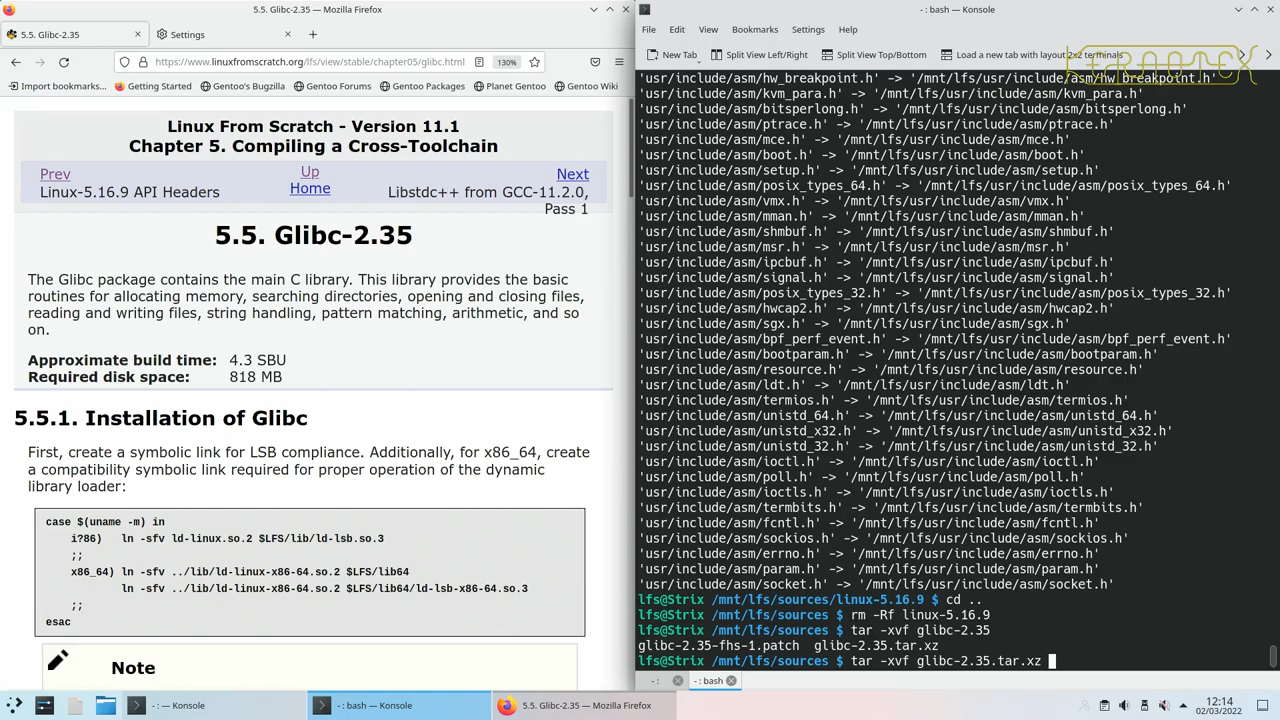 5.5. Glibc-2.35 — Mozilla Firefox
5.5. Glibc-2.35
Settings
https://www.linuxfromscratch.org/lfs/view/stable/chapter05/glibc.html
130%
Import bookmarks...
Getting Started
Gentoo's Bugzilla
Gentoo Forums
Gentoo Packages
Planet Gentoo
Gentoo Wiki
Linux From Scratch - Version 11.1
Chapter 5. Compiling a Cross-Toolchain
Prev
Up
Next
Linux-5.16.9 API Headers
Home
Libstdc++ from GCC-11.2.0,
Pass 1
5.5. Glibc-2.35
The Glibc package contains the main C library. This library provides the basic
routines for allocating memory, searching directories, opening and closing files,
reading and writing files, string handling, pattern matching, arithmetic, and so
on.
Approximate build time: 4.3 SBU
Required disk space: 818 MB
5.5.1. Installation of Glibc
First, create a symbolic link for LSB compliance. Additionally, for x86_64, create
a compatibility symbolic link required for proper operation of the dynamic
library loader:
case $(uname -m) in
i?86) ln -sfv ld-linux.so.2 $LFS/lib/ld-lsb.so.3
;;
x86_64) ln -sfv ../lib/ld-linux-x86-64.so.2 $LFS/lib64
ln -sfv ../lib/ld-linux-x86-64.so.2 $LFS/lib64/ld-lsb-x86-64.so.3
;;
esac
Note
- : bash — Konsole
File Edit View Bookmarks Settings Help
New Tab
Split View Left/Right
Split View Top/Bottom
Load a new tab with layout 2x2 terminals
'usr/include/asm/hw_breakpoint.h' -> '/mnt/lfs/usr/include/asm/hw_breakpoint.h'
'usr/include/asm/kvm_para.h' -> '/mnt/lfs/usr/include/asm/kvm_para.h'
'usr/include/asm/bitsperlong.h' -> '/mnt/lfs/usr/include/asm/bitsperlong.h'
'usr/include/asm/ptrace.h' -> '/mnt/lfs/usr/include/asm/ptrace.h'
'usr/include/asm/mce.h' -> '/mnt/lfs/usr/include/asm/mce.h'
'usr/include/asm/boot.h' -> '/mnt/lfs/usr/include/asm/boot.h'
'usr/include/asm/setup.h' -> '/mnt/lfs/usr/include/asm/setup.h'
'usr/include/asm/posix_types_64.h' -> '/mnt/lfs/usr/include/asm/posix_types_64.h'
'usr/include/asm/vmx.h' -> '/mnt/lfs/usr/include/asm/vmx.h'
'usr/include/asm/mman.h' -> '/mnt/lfs/usr/include/asm/mman.h'
'usr/include/asm/shmbuf.h' -> '/mnt/lfs/usr/include/asm/shmbuf.h'
'usr/include/asm/msr.h' -> '/mnt/lfs/usr/include/asm/msr.h'
'usr/include/asm/ipcbuf.h' -> '/mnt/lfs/usr/include/asm/ipcbuf.h'
'usr/include/asm/signal.h' -> '/mnt/lfs/usr/include/asm/signal.h'
'usr/include/asm/posix_types_32.h' -> '/mnt/lfs/usr/include/asm/posix_types_32.h'
'usr/include/asm/hwcap2.h' -> '/mnt/lfs/usr/include/asm/hwcap2.h'
'usr/include/asm/sgx.h' -> '/mnt/lfs/usr/include/asm/sgx.h'
'usr/include/asm/bpf_perf_event.h' -> '/mnt/lfs/usr/include/asm/bpf_perf_event.h'
'usr/include/asm/bootparam.h' -> '/mnt/lfs/usr/include/asm/bootparam.h'
'usr/include/asm/resource.h' -> '/mnt/lfs/usr/include/asm/resource.h'
'usr/include/asm/ldt.h' -> '/mnt/lfs/usr/include/asm/ldt.h'
'usr/include/asm/termios.h' -> '/mnt/lfs/usr/include/asm/termios.h'
'usr/include/asm/unistd_64.h' -> '/mnt/lfs/usr/include/asm/unistd_64.h'
'usr/include/asm/unistd_x32.h' -> '/mnt/lfs/usr/include/asm/unistd_x32.h'
'usr/include/asm/unistd_32.h' -> '/mnt/lfs/usr/include/asm/unistd_32.h'
'usr/include/asm/ioctl.h' -> '/mnt/lfs/usr/include/asm/ioctl.h'
'usr/include/asm/poll.h' -> '/mnt/lfs/usr/include/asm/poll.h'
'usr/include/asm/ioctls.h' -> '/mnt/lfs/usr/include/asm/ioctls.h'
'usr/include/asm/termbits.h' -> '/mnt/lfs/usr/include/asm/termbits.h'
'usr/include/asm/fcntl.h' -> '/mnt/lfs/usr/include/asm/fcntl.h'
'usr/include/asm/sockios.h' -> '/mnt/lfs/usr/include/asm/sockios.h'
'usr/include/asm/errno.h' -> '/mnt/lfs/usr/include/asm/errno.h'
'usr/include/asm/param.h' -> '/mnt/lfs/usr/include/asm/param.h'
'usr/include/asm/socket.h' -> '/mnt/lfs/usr/include/asm/socket.h'
lfs@Strix /mnt/lfs/sources/linux-5.16.9 $ cd ..
lfs@Strix /mnt/lfs/sources $ rm -Rf linux-5.16.9
lfs@Strix /mnt/lfs/sources $ tar -xvf glibc-2.35
glibc-2.35-fhs-1.patch glibc-2.35.tar.xz
lfs@Strix /mnt/lfs/sources $ tar -xvf glibc-2.35.tar.xz
- :
- : bash
- : — Konsole
- : bash — Konsole
5.5. Glibc-2.35 — Mozilla Firefox
12:14
02/03/2022